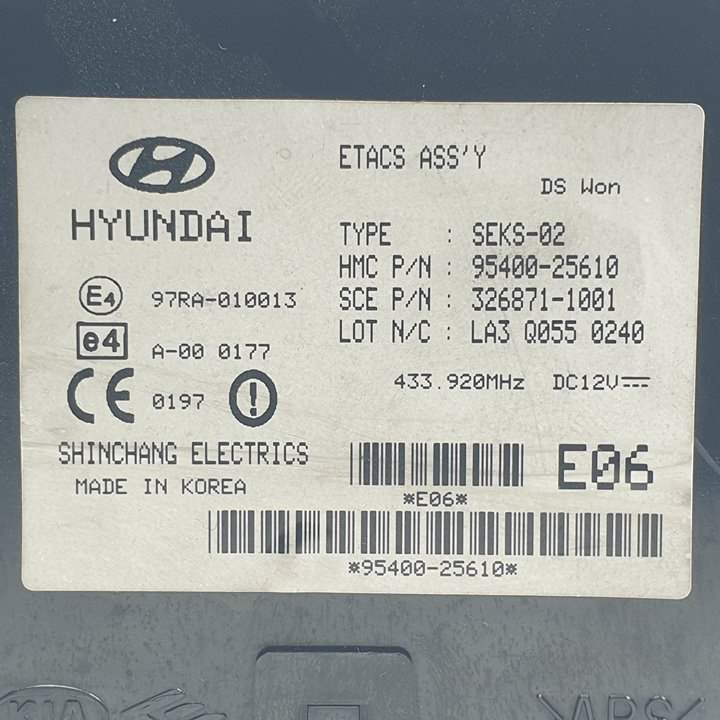 ETACS ASS'Y
DS Won
HYUNDAI
TYPE : SEKS-02
HMC P/N : 95400-25610
SCE P/N : 326871-1001
LOT N/C : LA3 Q055 0240
E4 97RA-010013
e4 A-00 0177
CE 0197
433.920MHz DC12V
SHINCHANG ELECTRICS
MADE IN KOREA
*E06*
E06
*95400-25610*
KIA
>ABS<